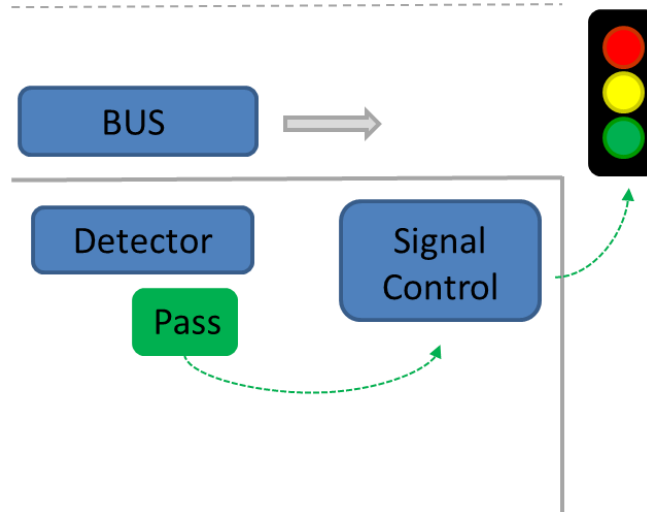 BUS
Detector
Signal
Control
Pass